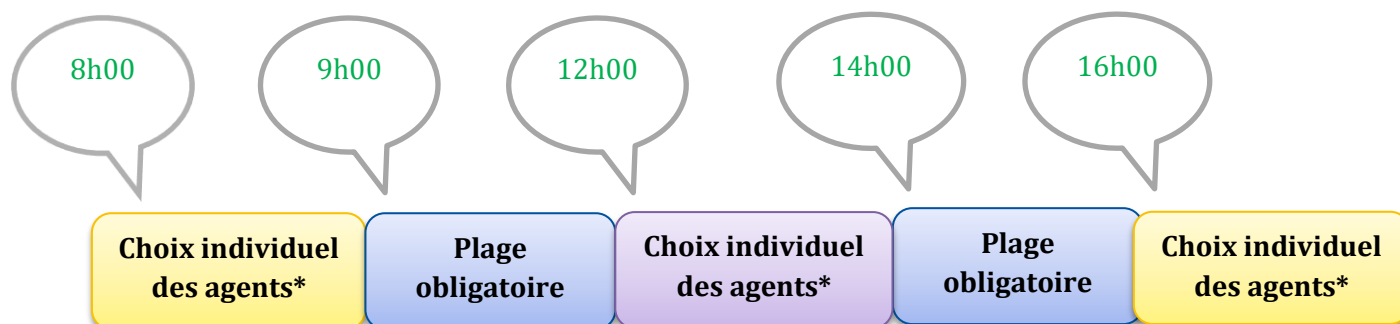 8h00
9h00
12h00
14h00
16h00
Choix individuel
des agents*
Plage
obligatoire
Choix individuel
des agents*
Plage
obligatoire
Choix individuel
des agents*